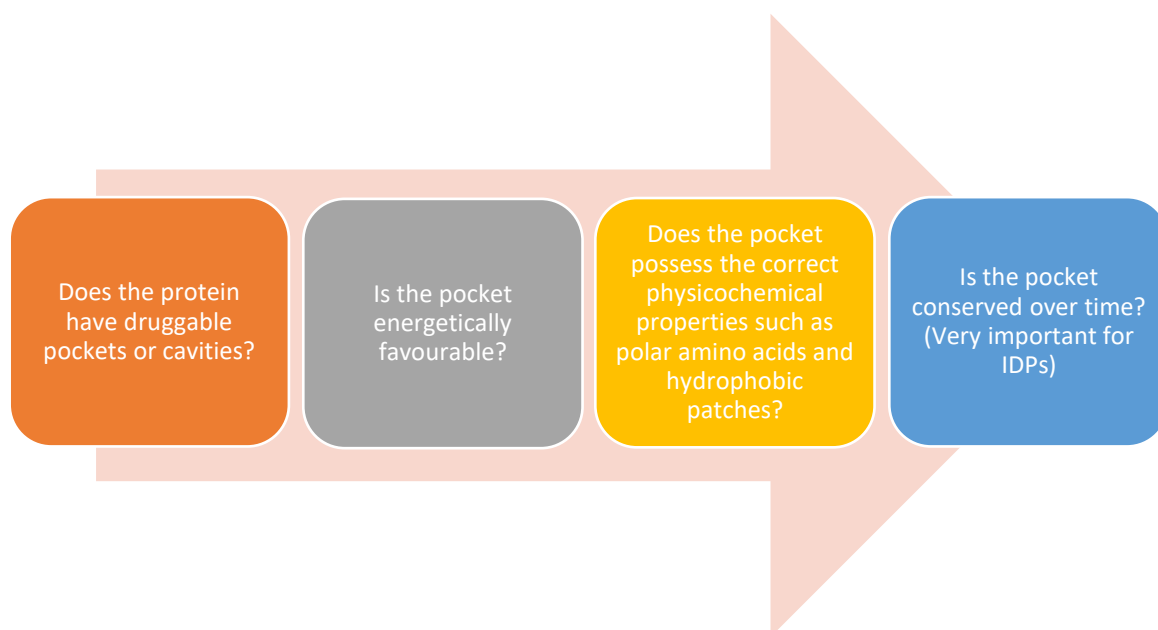 Does the protein
have druggable
pockets or cavities?
Is the pocket
energetically
favourable?
Does the pocket
possess the correct
physicochemical
properties such as
polar amino acids and
hydrophobic
patches?
Is the pocket
conserved over time?
(Very important for
IDPs)